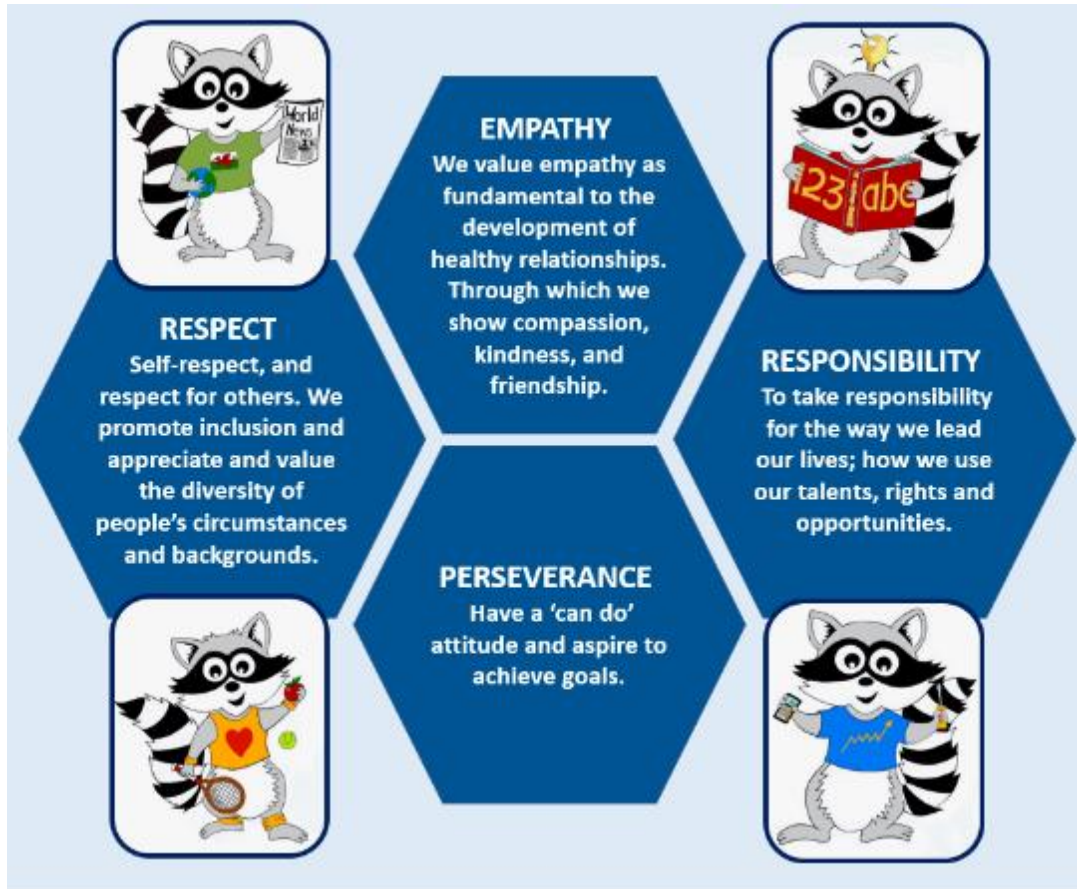 World
News
123
abc
EMPATHY
We value empathy as
fundamental to the
development of
healthy relationships.
Through which we
show compassion,
kindness, and
friendship.
RESPECT
Self-respect, and
respect for others. We
promote inclusion and
appreciate and value
the diversity of
people’s circumstances
and backgrounds.
RESPONSIBILITY
To take responsibility
for the way we lead
our lives; how we use
our talents, rights and
opportunities.
PERSEVERANCE
Have a ‘can do’
attitude and aspire to
achieve goals.